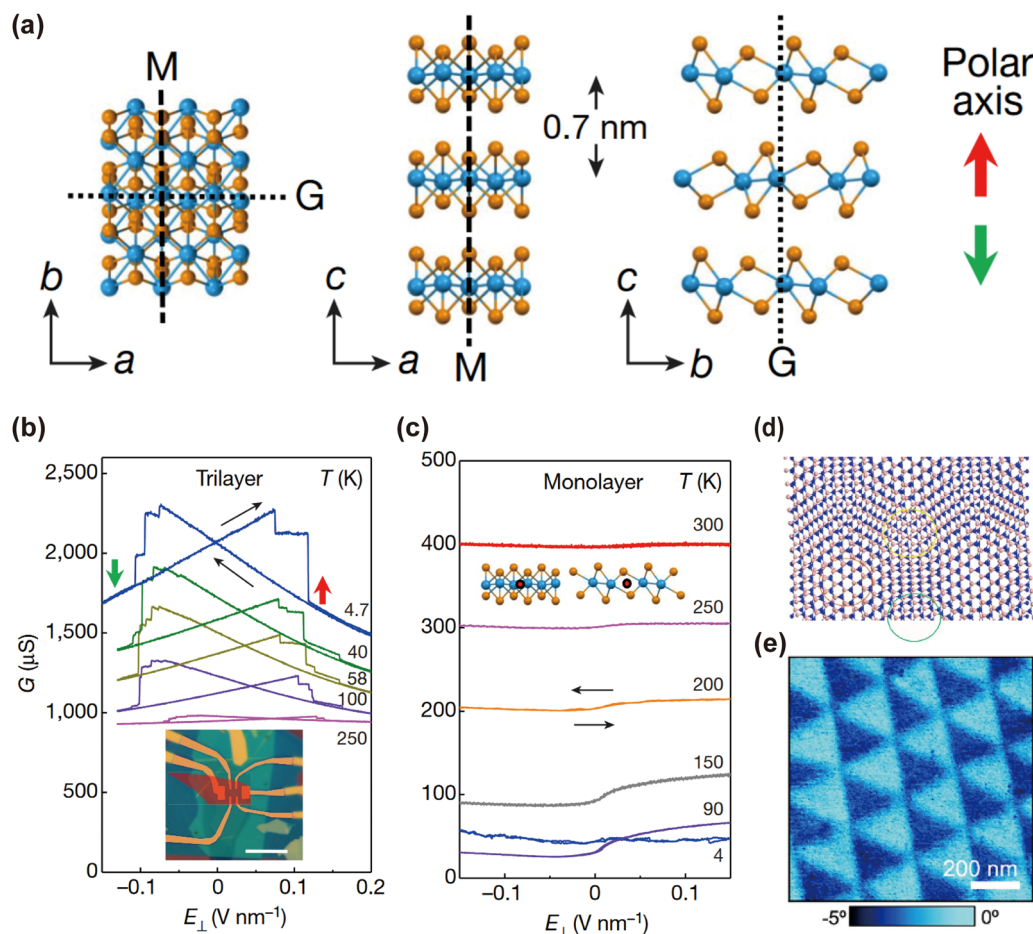 (a)
M
G
b
a
c
a
M
0.7 nm
c
b
G
Polar
axis
(b)
2,500
2,000
1,500
1,000
500
0
G (µS)
Trilayer
T (K)
4.7
40
58
100
250
−0.1
0
0.1
0.2
E⊥ (V nm⁻¹)
(c)
500
400
300
200
100
0
Monolayer
T (K)
300
250
200
150
90
4
−0.1
0
0.1
E⊥ (V nm⁻¹)
(d)
(e)
200 nm
-5º
0º